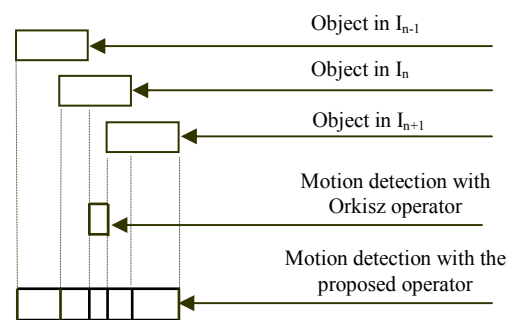 Object in Iₙ₋₁
Object in Iₙ
Object in Iₙ₊₁
Motion detection with
Orkisz operator
Motion detection with the
proposed operator